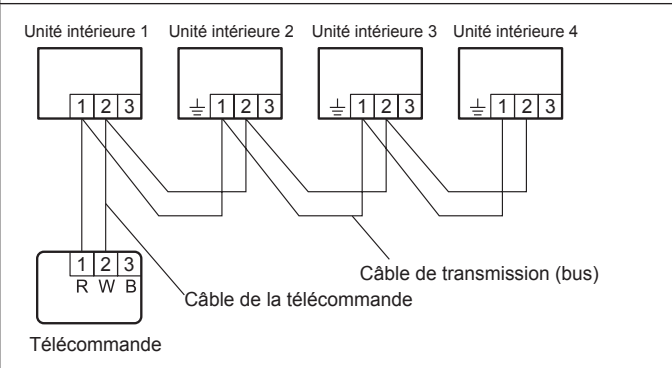 Unité intérieure 1 Unité intérieure 2 Unité intérieure 3 Unité intérieure 4
1 2 3 1 2 3 1 2 3 1 2 3
1 2 3
R W B
Câble de transmission (bus)
Câble de la télécommande
Télécommande